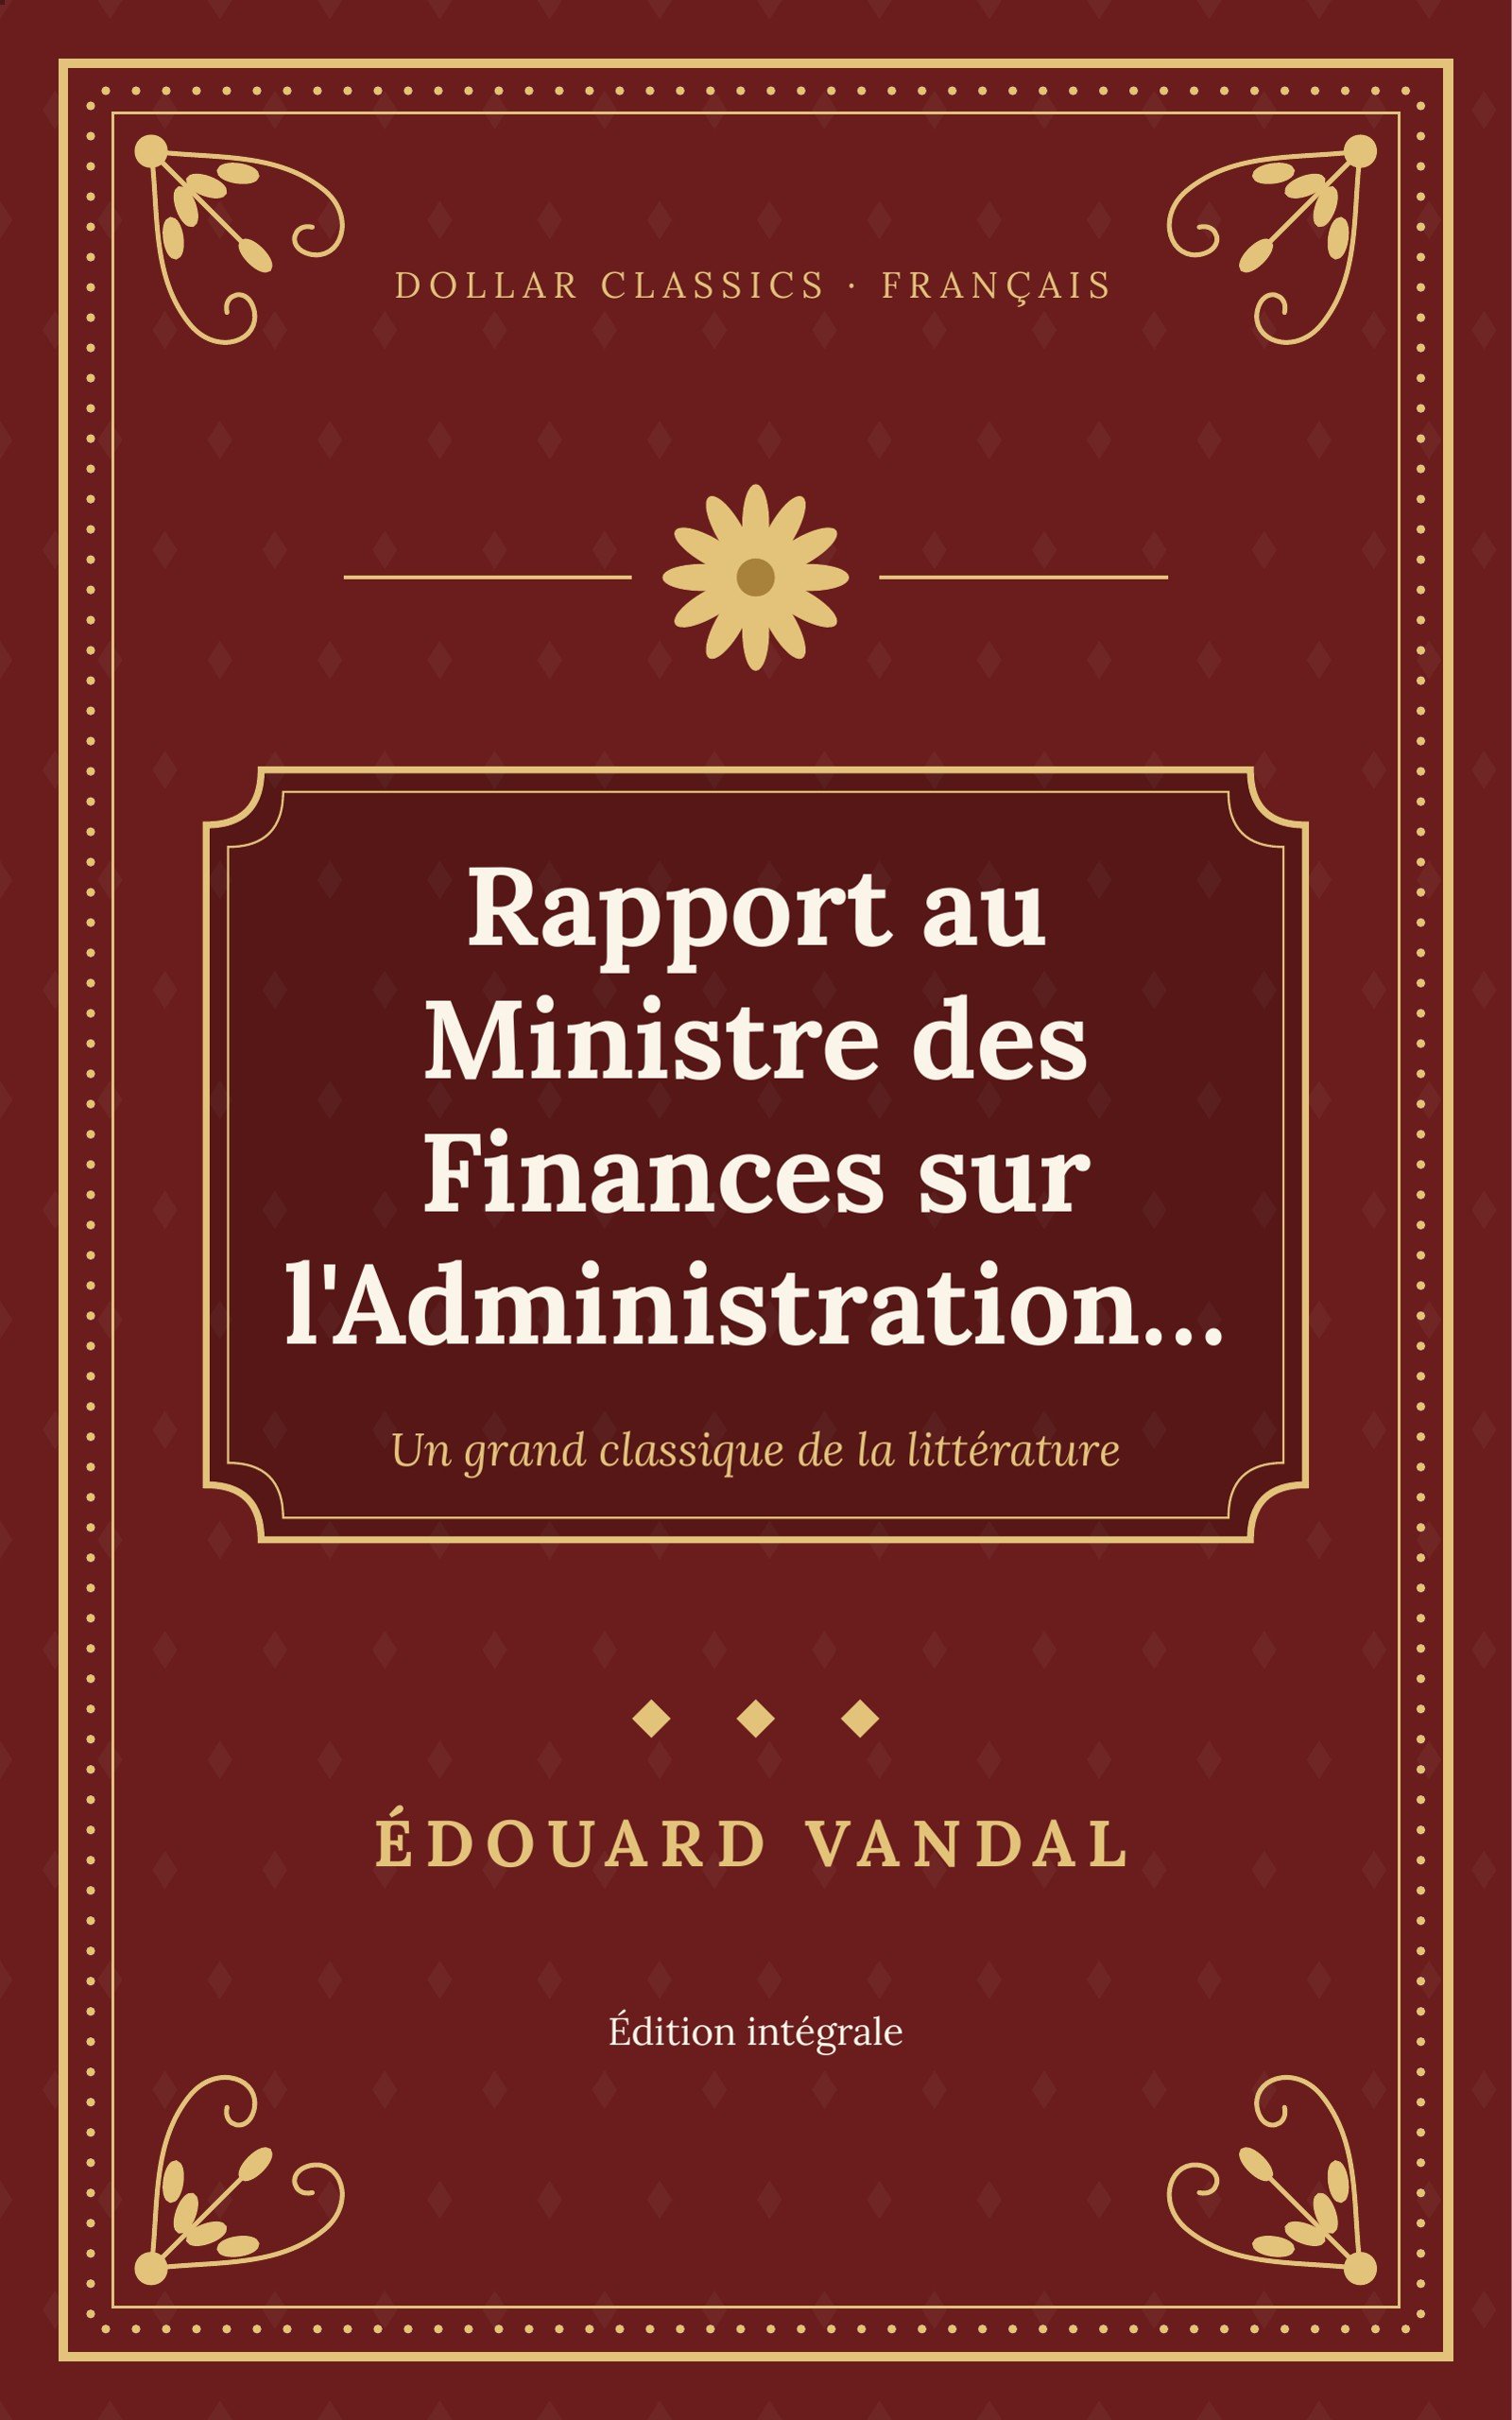 DOLLAR CLASSICS · FRANÇAIS
Rapport au
Ministre des
Finances sur
l'Administration...
Un grand classique de la littérature
ÉDOUARD VANDAL
Édition intégrale